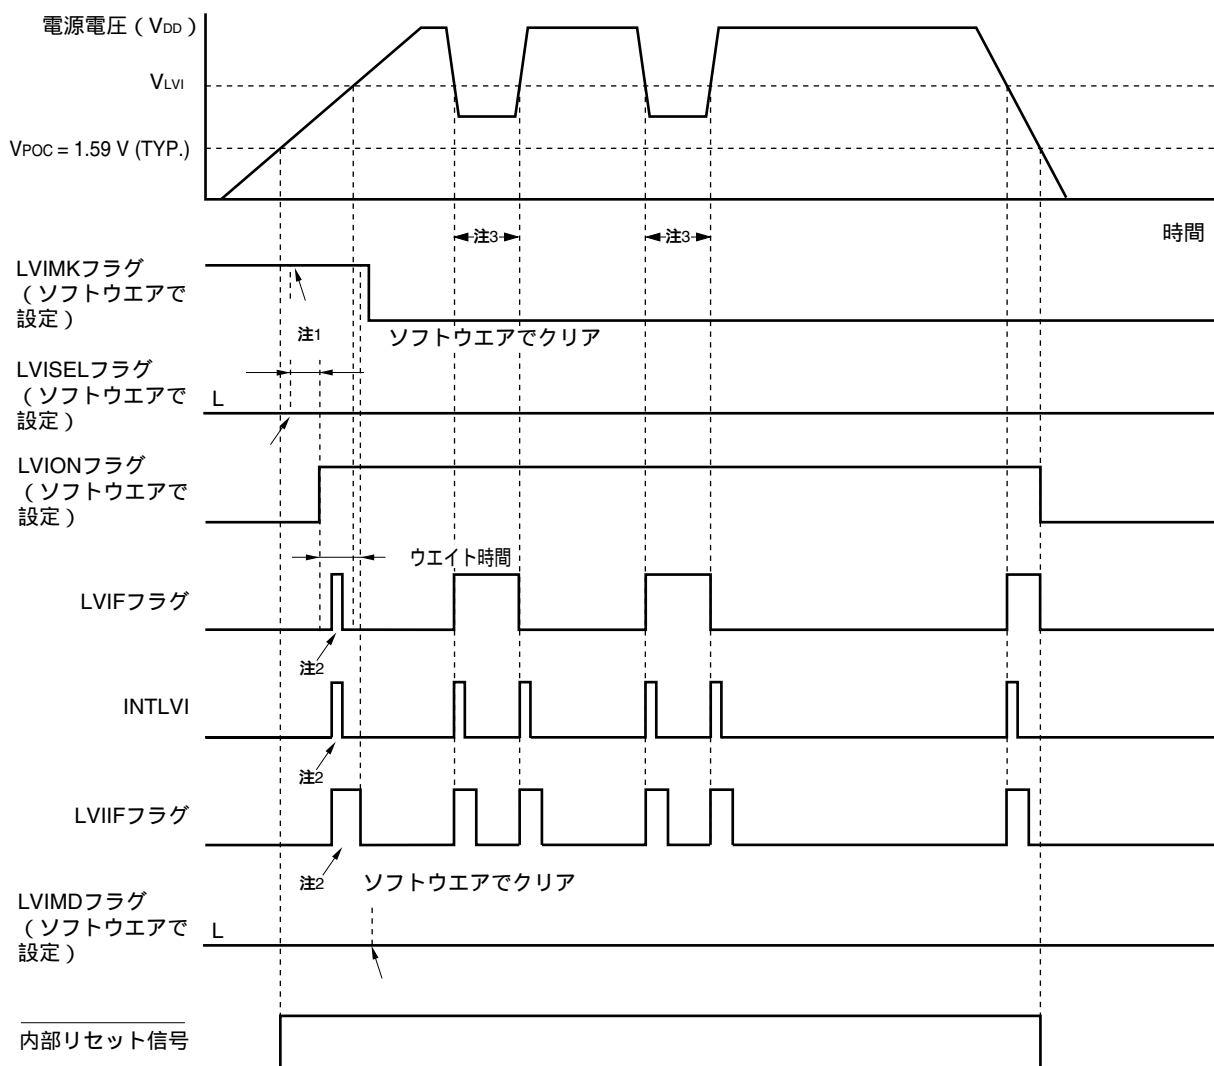 電源電圧（VDD）
VLVI
VPOC = 1.59 V (TYP.)
時間
注3
注3
LVIMKフラグ
（ソフトウエアで
設定）
注1
ソフトウエアでクリア
LVISELフラグ
（ソフトウエアで
設定）
L
LVIONフラグ
（ソフトウエアで
設定）
ウエイト時間
LVIFフラグ
注2
INTLVI
注2
LVIIFフラグ
注2
ソフトウエアでクリア
LVIMDフラグ
（ソフトウエアで
設定）
L
内部リセット信号